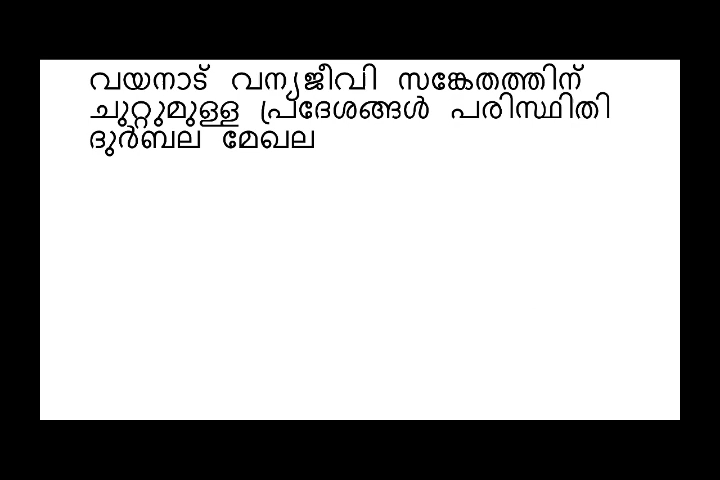 വയനാട് വന്യജീവി സങ്കേതത്തിന്
ചുറ്റുമുള്ള പ്രദേശങ്ങൾ പരിസ്ഥിതി
ദുർബല മേഖല